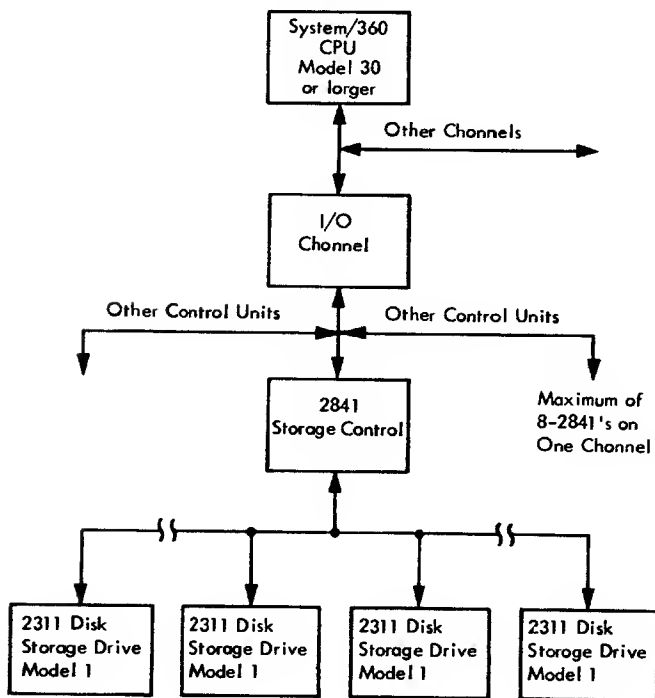 System/360
CPU
Model 30
or lorger
Other Channels
I/O
Channel
Other Control Units
Other Control Units
2841
Storage Control
Maximum of
8-2841's on
One Channel
2311 Disk
Storage Drive
Model 1
2311 Disk
Storage Drive
Model 1
2311 Disk
Storage Drive
Model 1
2311 Disk
Storage Drive
Model 1